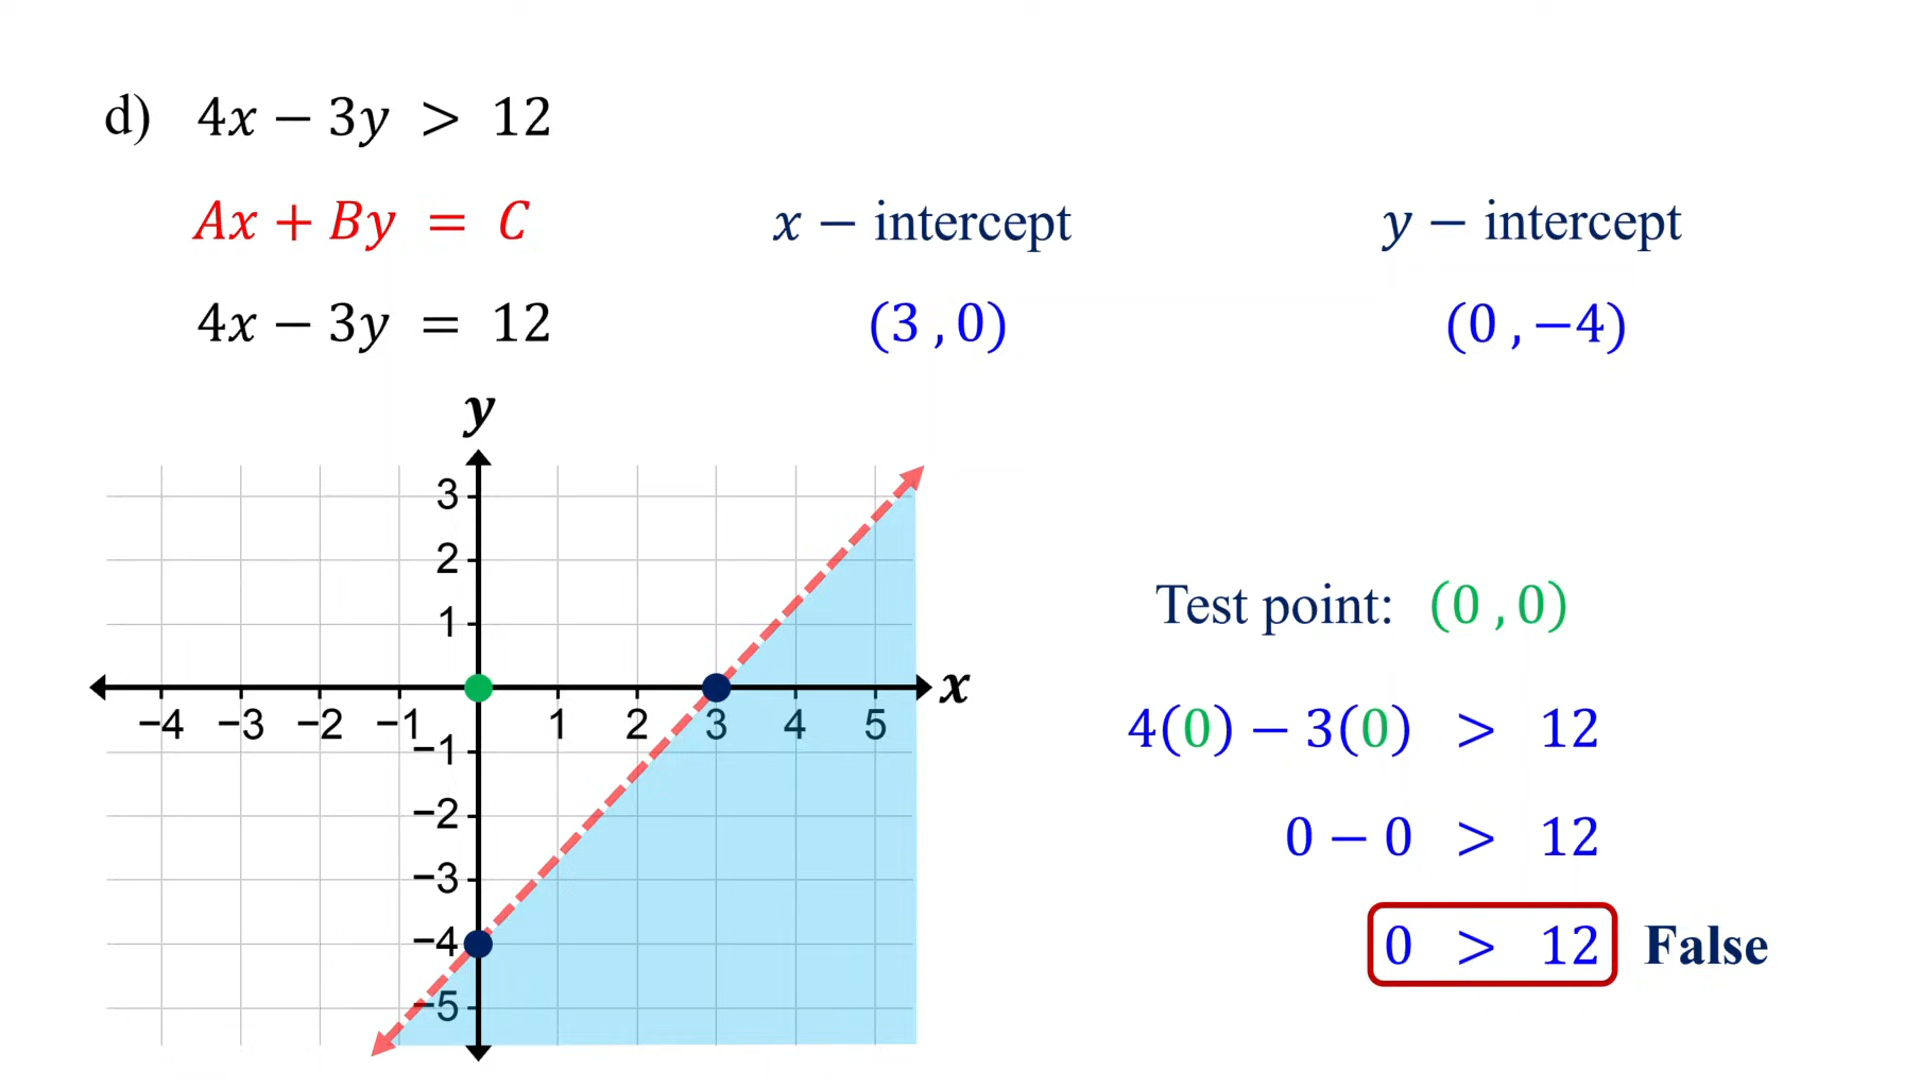 d) 4x − 3y > 12
Ax + By = C
x − intercept
y − intercept
4x − 3y = 12
(3 , 0)
(0 , −4)
y
3
2
1
x
−4 −3 −2 −1 1 2 3 4 5
−1
−2
−3
−4
−5
Test point: (0 , 0)
4(0) − 3(0) > 12
0 − 0 > 12
0 > 12 False